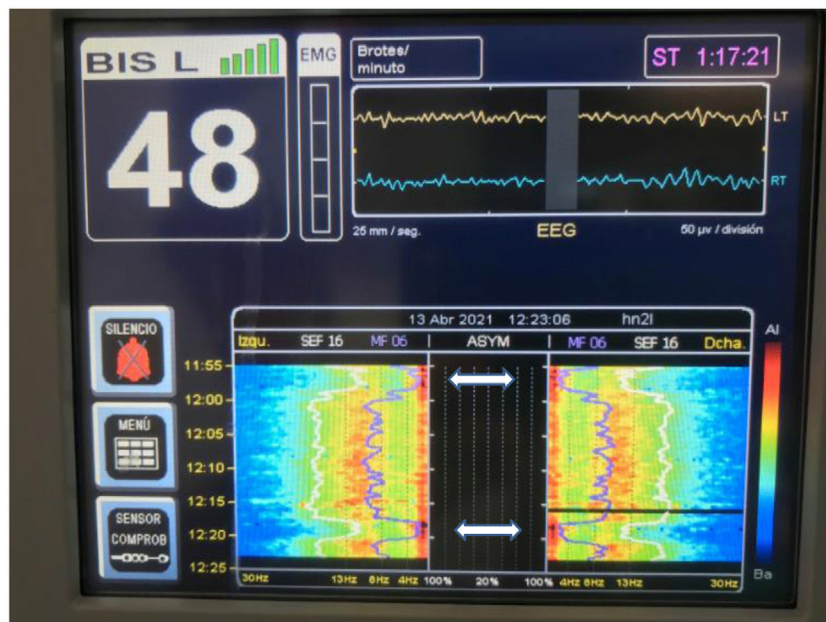 BIS L
EMG
Brotes/
minuto
ST 1:17:21
48
LT
RT
25 mm / seg.
EEG
50 µv / división
SILENCIO
MENÚ
SENSOR
COMPROB
13 Abr 2021 12:23:06 hn2l
Izqu. SEF 16 MF 06 ASYM MF 06 SEF 16 Dcha.
Al
11:55
12:00
12:05
12:10
12:15
12:20
12:25
30Hz 13Hz 6Hz 4Hz 100% 20% 100% 4Hz 6Hz 13Hz 30Hz
Ba